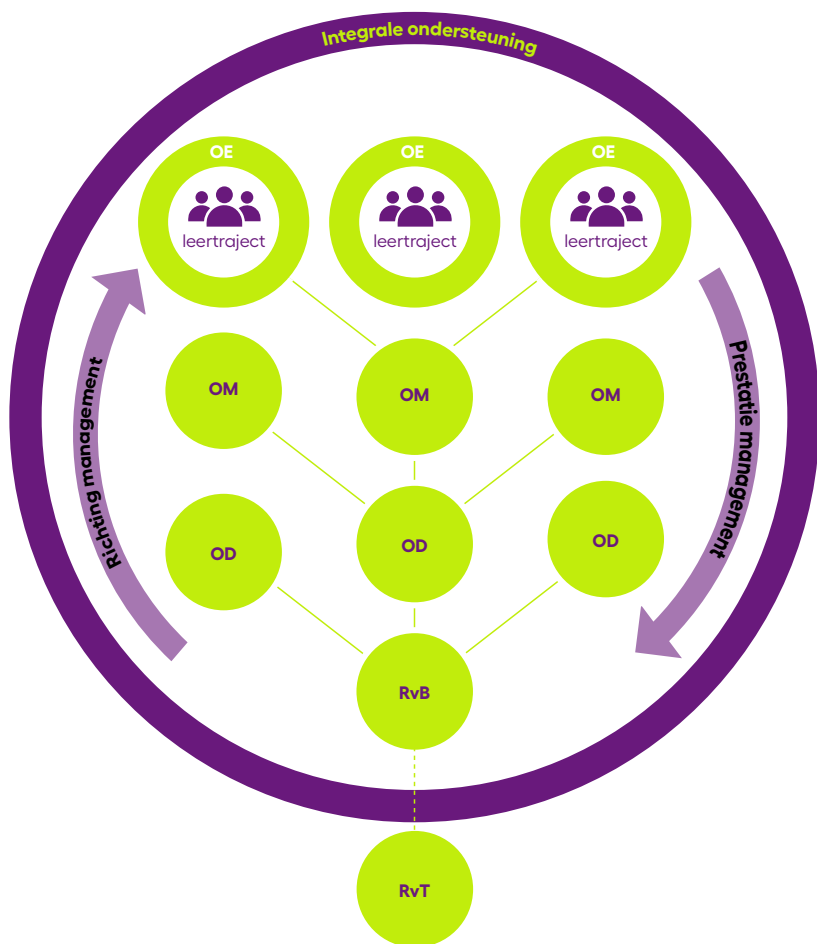 Integrale ondersteuning
OE
OE
OE
leertraject
leertraject
leertraject
Richting management
Prestatie management
OM
OM
OM
OD
OD
OD
RvB
RvT